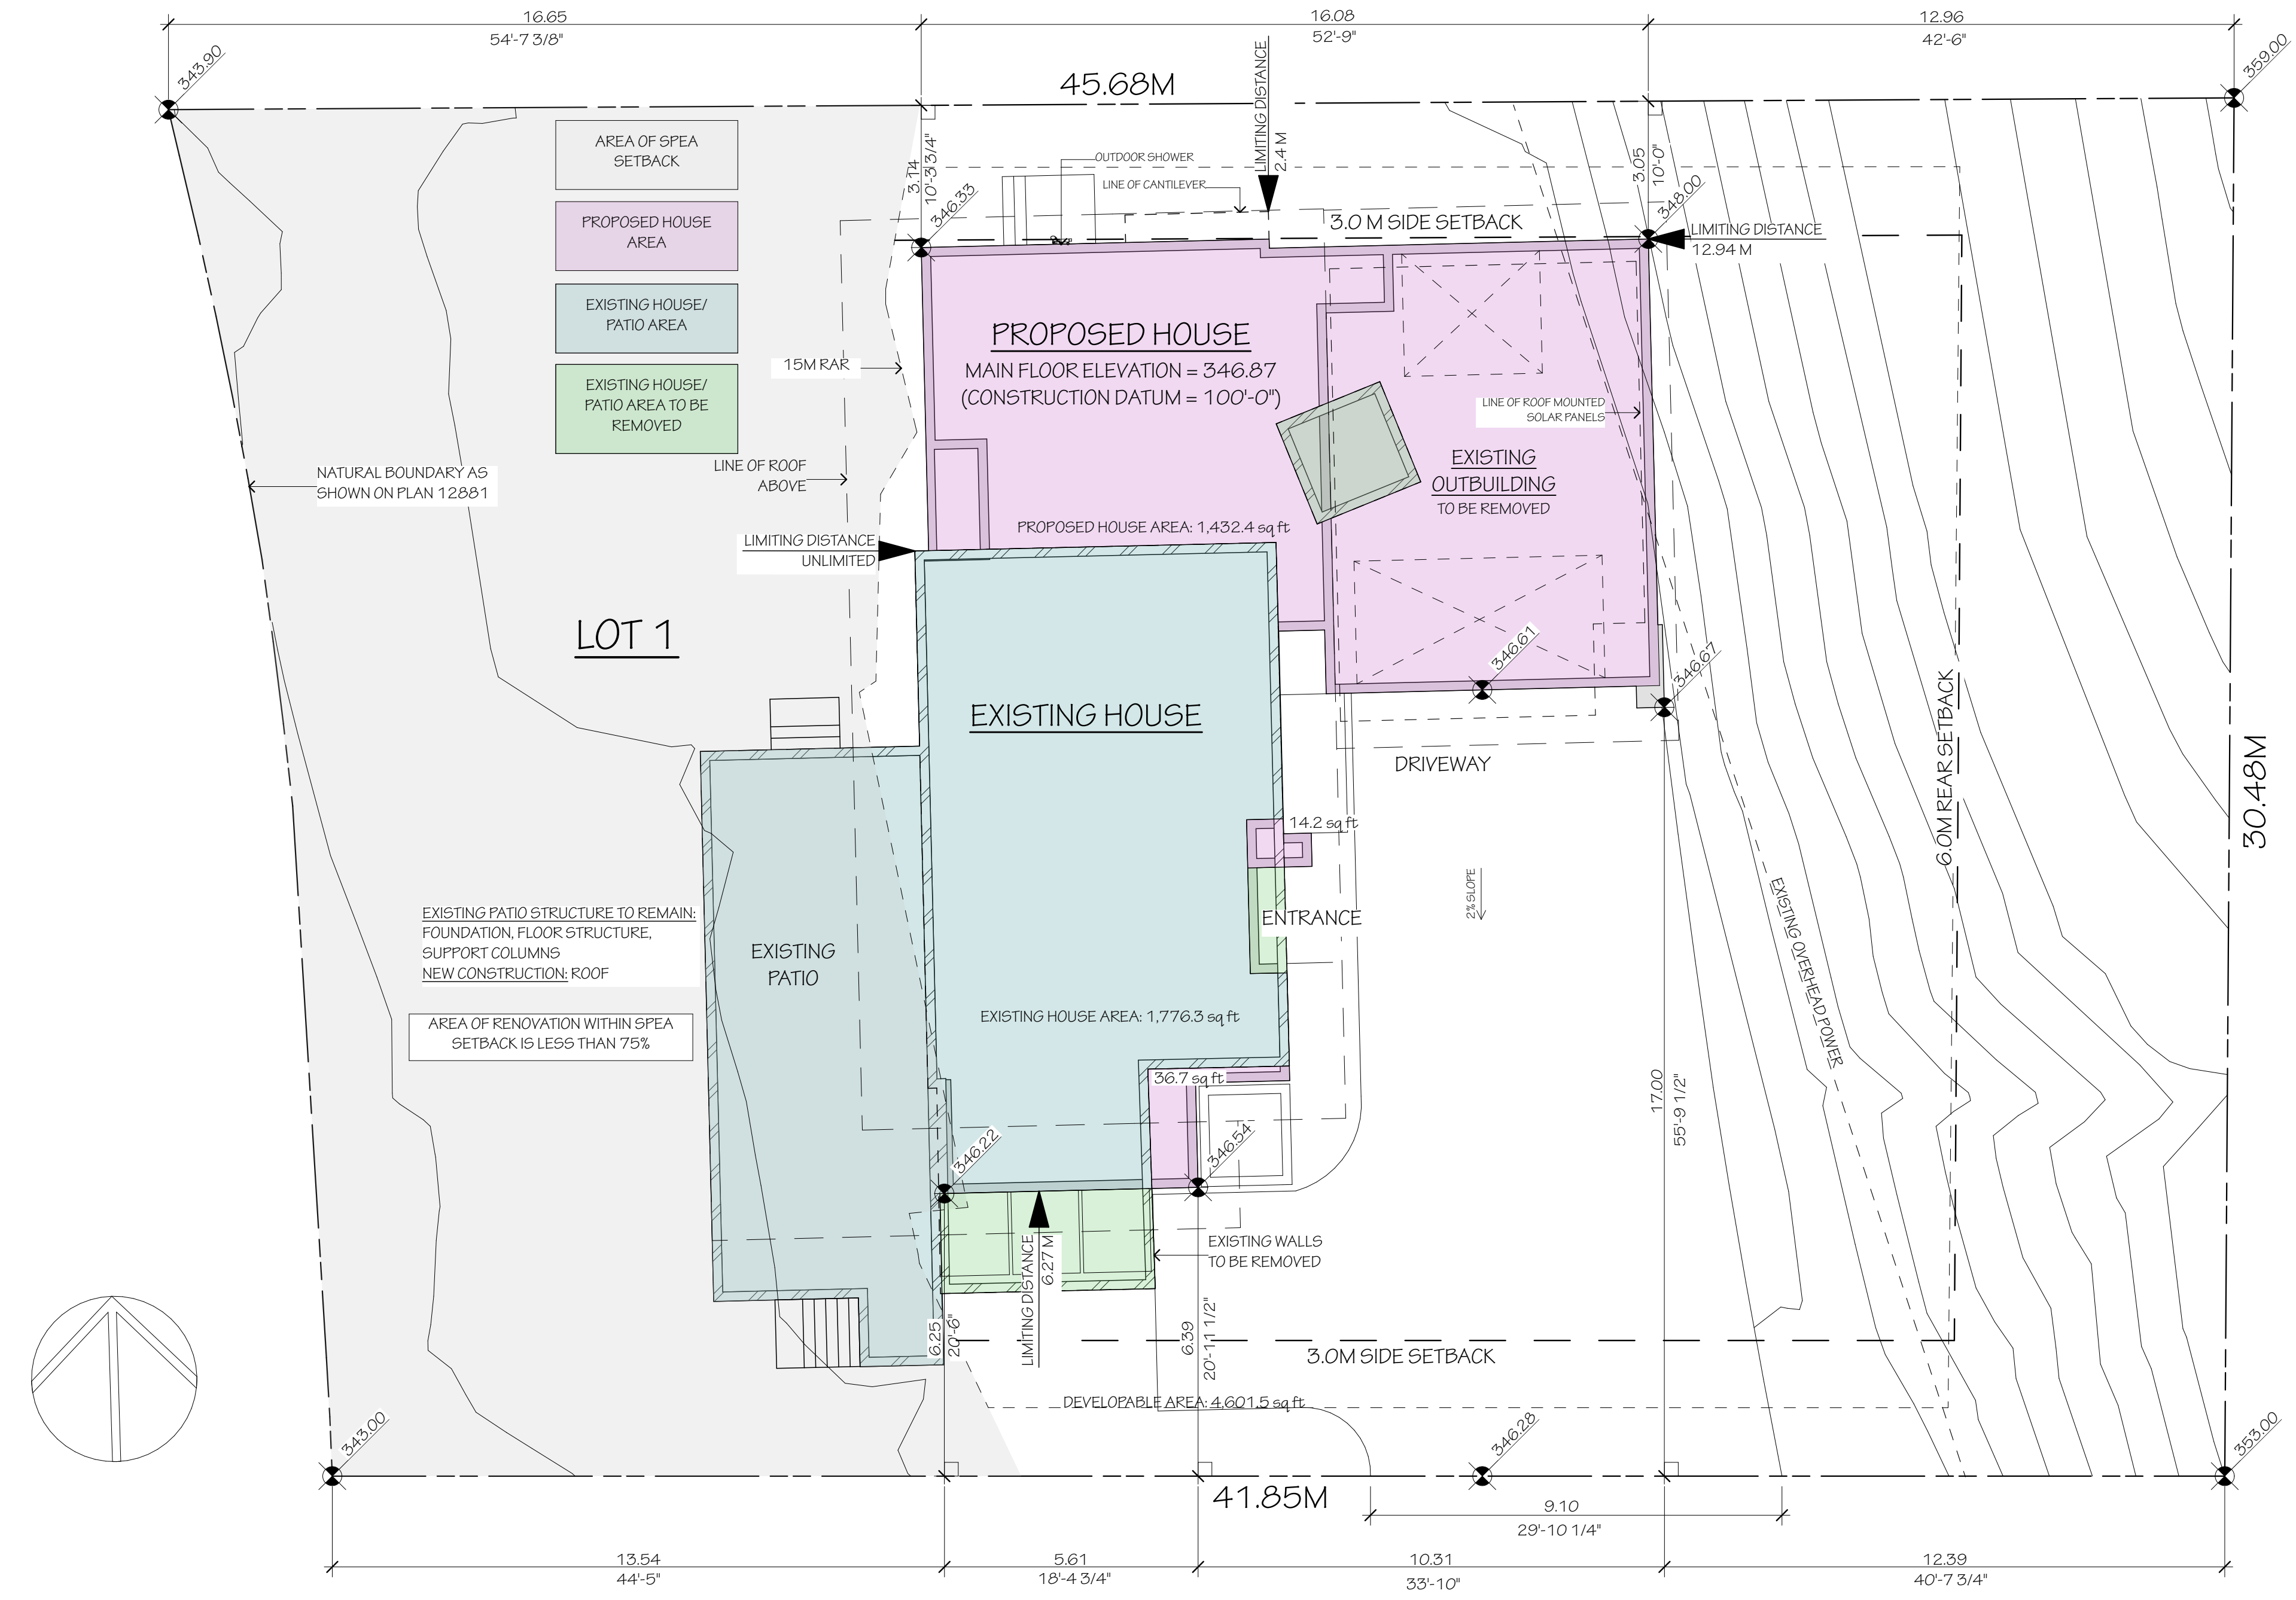 16.65
54'-7 3/8"
16.08
52'-9"
12.96
42'-6"
343.90
45.68M
359.00
LIMITING DISTANCE
2.4 M
AREA OF SPEA
SETBACK
3.14
10'-3 3/4"
OUTDOOR SHOWER
LINE OF CANTILEVER
3.05
10'-0"
346.33
348.00
3.0 M SIDE SETBACK
LIMITING DISTANCE
12.94 M
PROPOSED HOUSE
AREA
EXISTING HOUSE/
PATIO AREA
EXISTING HOUSE/
PATIO AREA TO BE
REMOVED
PROPOSED HOUSE
MAIN FLOOR ELEVATION = 346.87
(CONSTRUCTION DATUM = 100'-0")
15M RAR
LINE OF ROOF MOUNTED
SOLAR PANELS
LINE OF ROOF
ABOVE
NATURAL BOUNDARY AS
SHOWN ON PLAN 12881
EXISTING
OUTBUILDING
TO BE REMOVED
PROPOSED HOUSE AREA: 1,432.4 sq ft
LIMITING DISTANCE
UNLIMITED
LOT 1
346.61
346.67
EXISTING HOUSE
DRIVEWAY
6.0M REAR SETBACK
30.48M
14.2 sq ft
2% SLOPE
ENTRANCE
EXISTING OVERHEAD POWER
EXISTING PATIO STRUCTURE TO REMAIN:
FOUNDATION, FLOOR STRUCTURE,
SUPPORT COLUMNS
NEW CONSTRUCTION: ROOF
EXISTING
PATIO
AREA OF RENOVATION WITHIN SPEA
SETBACK IS LESS THAN 75%
EXISTING HOUSE AREA: 1,776.3 sq ft
36.7 sq ft
17.00
55'-9 1/2"
346.22
346.54
EXISTING WALLS
TO BE REMOVED
LIMITING DISTANCE
6.27 M
6.25
20'-6"
6.39
20'-11 1/2"
3.0M SIDE SETBACK
DEVELOPABLE AREA: 4,601.5 sq ft
343.00
346.28
353.00
41.85M
9.10
29'-10 1/4"
13.54
44'-5"
5.61
18'-4 3/4"
10.31
33'-10"
12.39
40'-7 3/4"